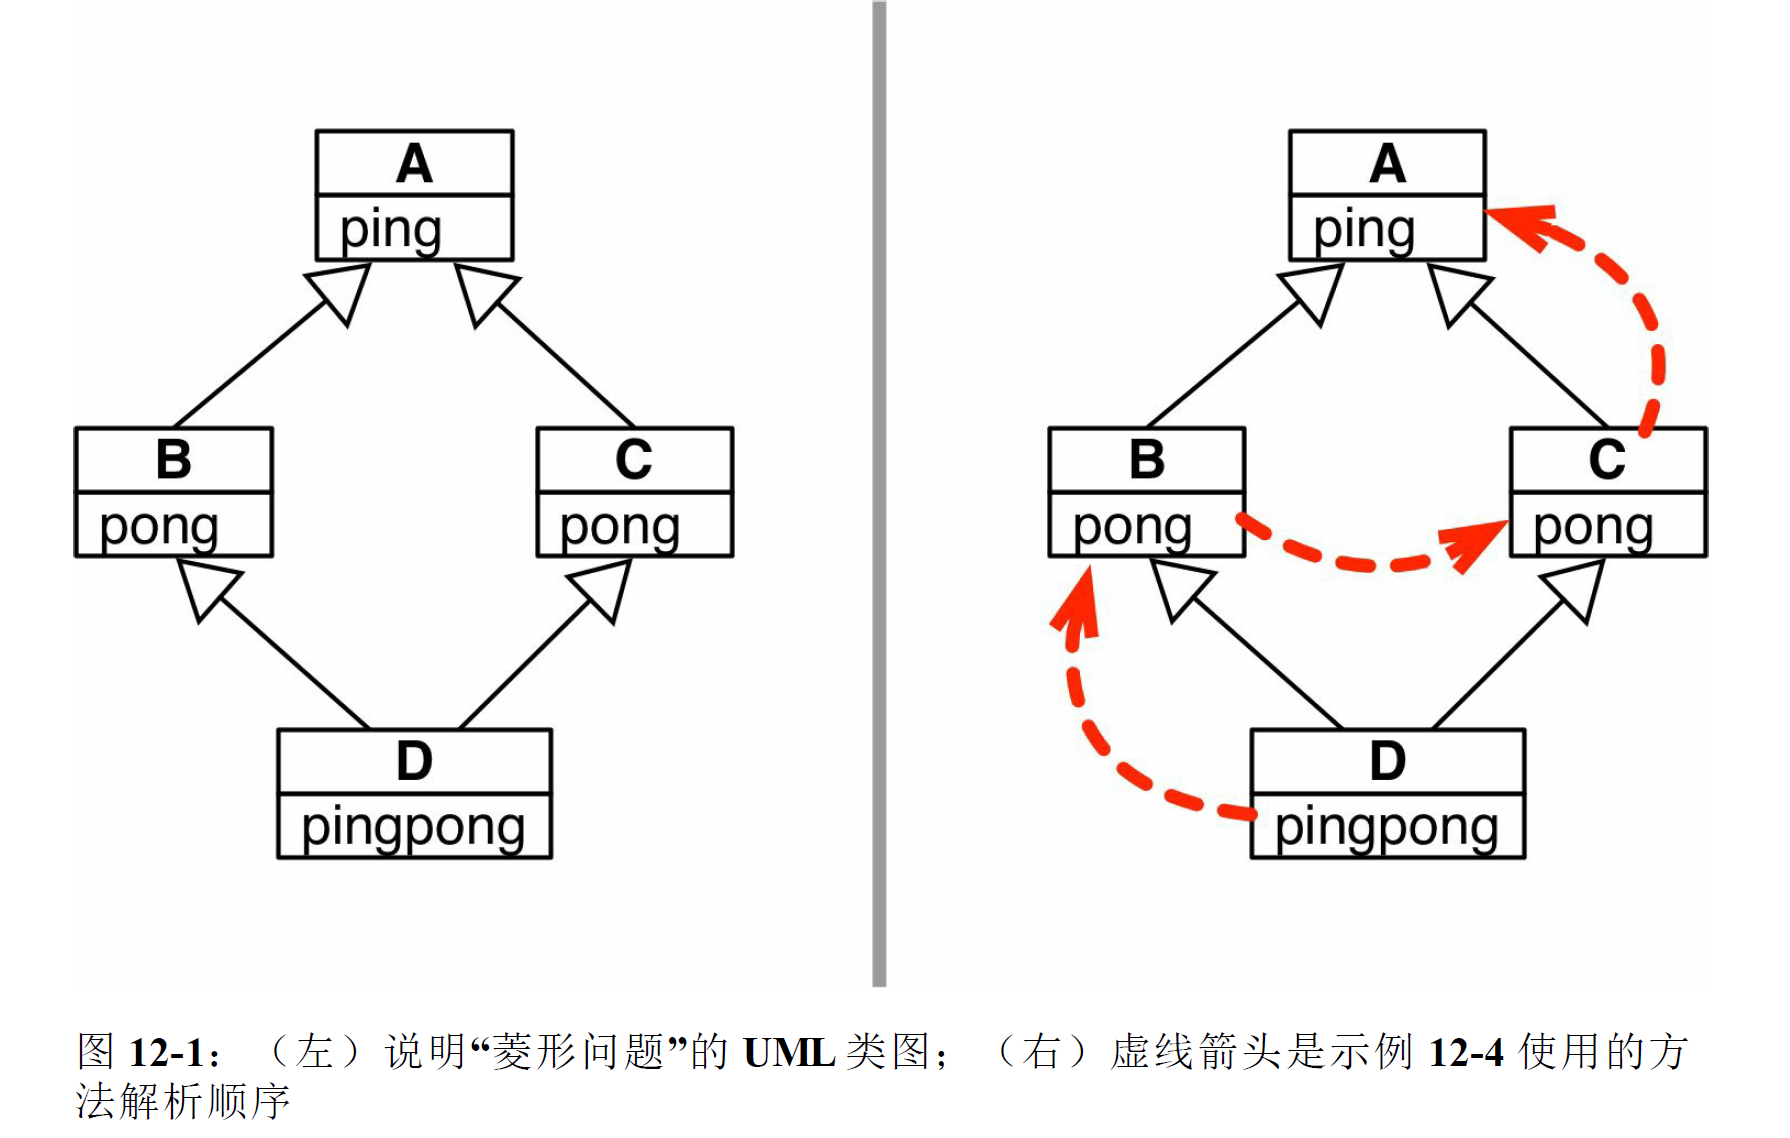 A
ping
B
pong
C
pong
D
pingpong
A
ping
B
pong
C
pong
D
pingpong
图 12-1：（左）说明“菱形问题”的 UML 类图；（右）虚线箭头是示例 12-4 使用的方
法解析顺序